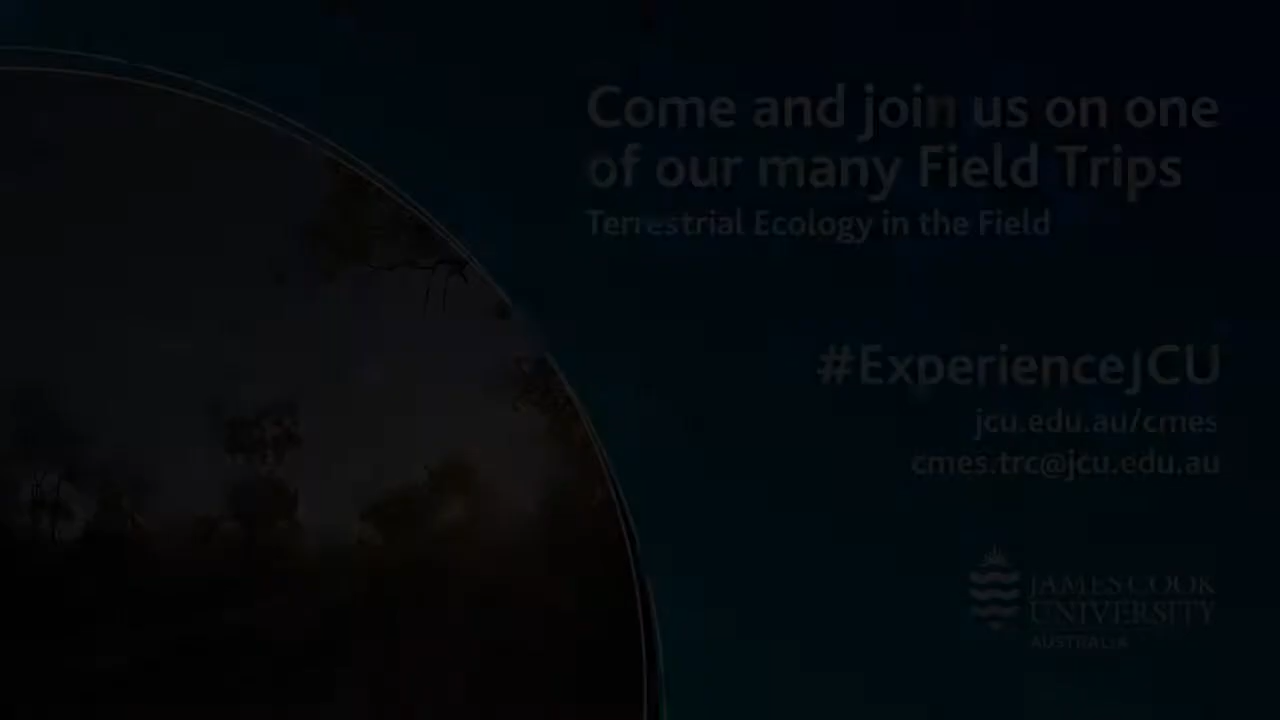 Come and join us on one
of our many Field Trips
Terrestrial Ecology in the Field
#ExperienceJCU
jcu.edu.au/cmes
cmes.trc@jcu.edu.au
JAMES COOK
UNIVERSITY
AUSTRALIA